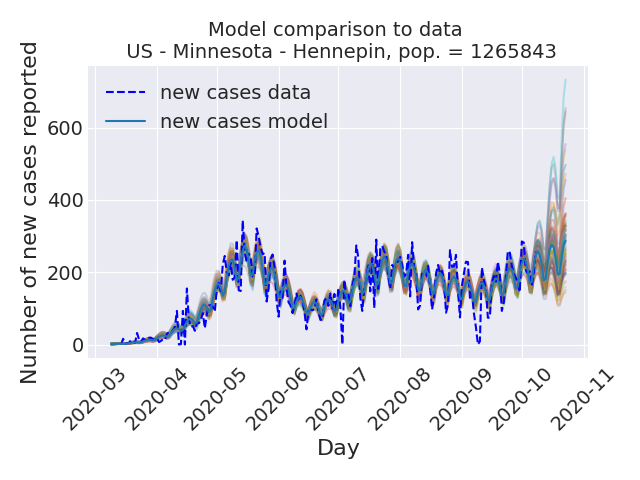 Model comparison to data
US - Minnesota - Hennepin, pop. = 1265843
Number of new cases reported
new cases data
new cases model
600
400
200
0
2020-03
2020-04
2020-05
2020-06
2020-07
2020-08
2020-09
2020-10
2020-11
Day